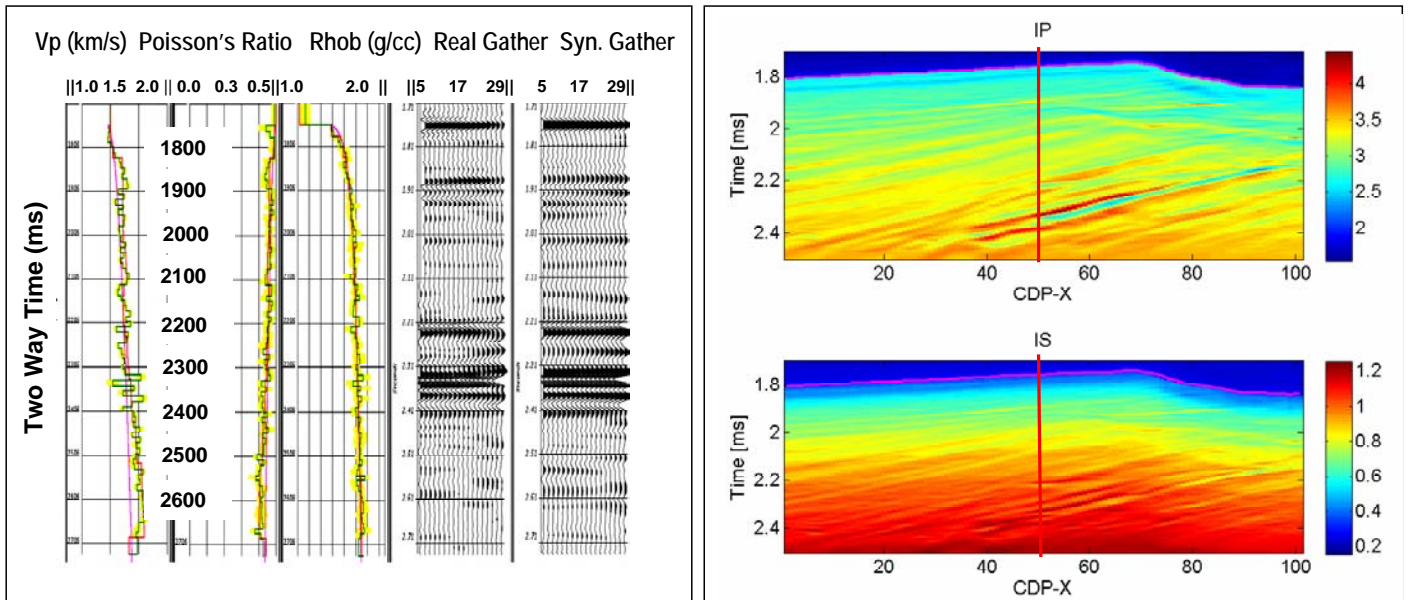 Vp (km/s) Poisson's Ratio Rhob (g/cc) Real Gather Syn. Gather
||1.0 1.5 2.0 || 0.0 0.3 0.5|| 1.0 2.0 || ||5 17 29|| 5 17 29||
Two Way Time (ms)
1800
1900
2000
2100
2200
2300
2400
2500
2600
IP
Time [ms]
1.8
2
2.2
2.4
20 40 60 80 100
CDP-X
4
3.5
3
2.5
2
IS
Time [ms]
1.8
2
2.2
2.4
20 40 60 80 100
CDP-X
1.2
1
0.8
0.6
0.4
0.2